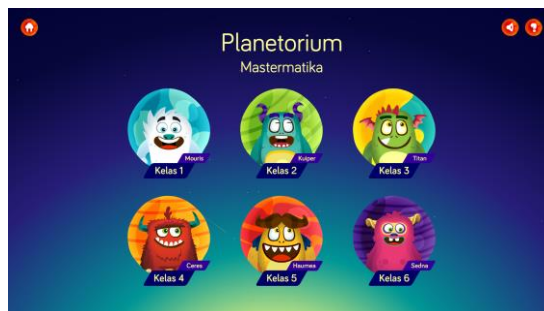 Planetorium
Mastermatika
Mouris
Kelas 1
Kuiper
Kelas 2
Titan
Kelas 3
Ceres
Kelas 4
Haumea
Kelas 5
Sedna
Kelas 6